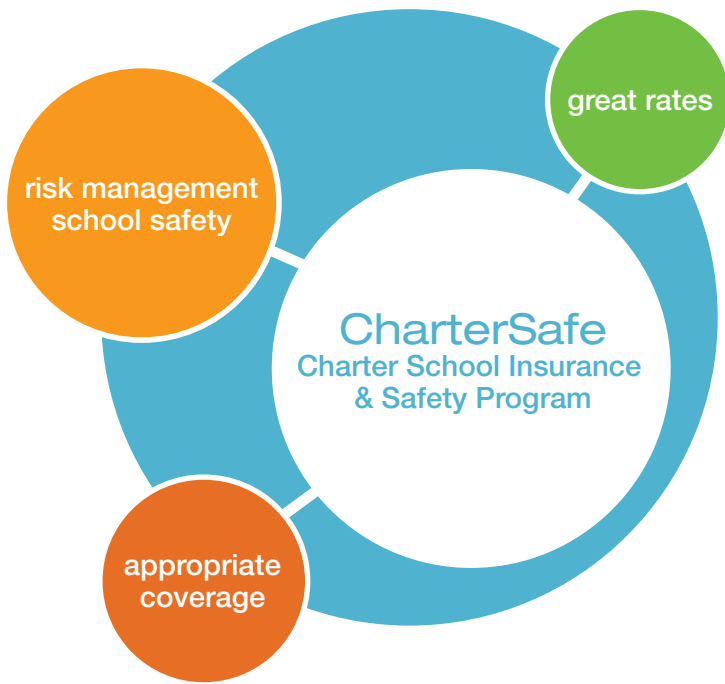 great rates
risk management
school safety
CharterSafe
Charter School Insurance
& Safety Program
appropriate
coverage